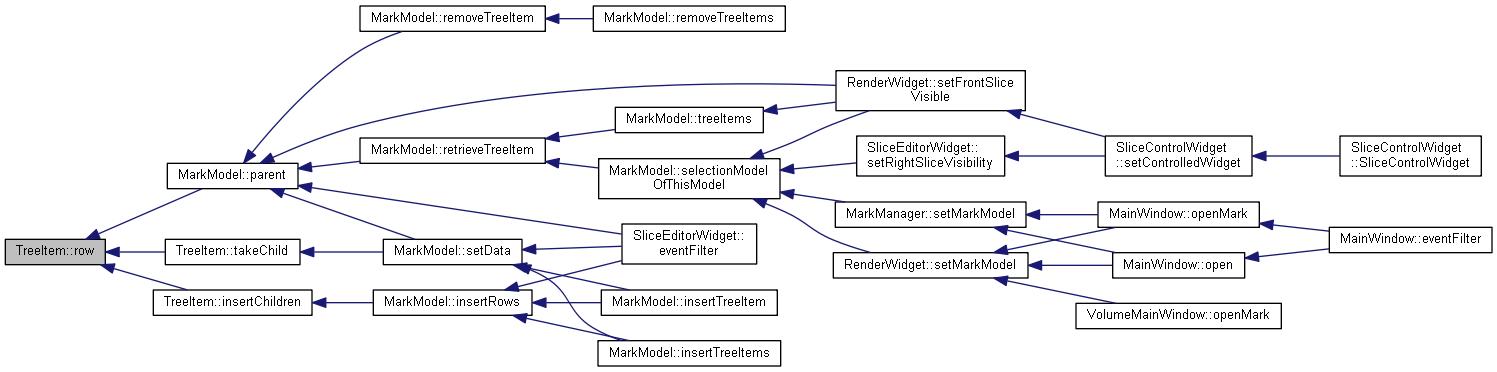 MarkModel::removeTreeItem
MarkModel::removeTreeItems
RenderWidget::setFrontSlice
Visible
MarkModel::treeItems
MarkModel::retrieveTreeItem
SliceEditorWidget::
setRightSliceVisibility
SliceControlWidget
::setControlledWidget
SliceControlWidget
::SliceControlWidget
MarkModel::parent
MarkModel::selectionModel
OfThisModel
MarkManager::setMarkModel
MainWindow::openMark
MainWindow::eventFilter
TreeItem::row
TreeItem::takeChild
MarkModel::setData
SliceEditorWidget::
eventFilter
RenderWidget::setMarkModel
MainWindow::open
TreeItem::insertChildren
MarkModel::insertRows
MarkModel::insertTreeItem
VolumeMainWindow::openMark
MarkModel::insertTreeItems